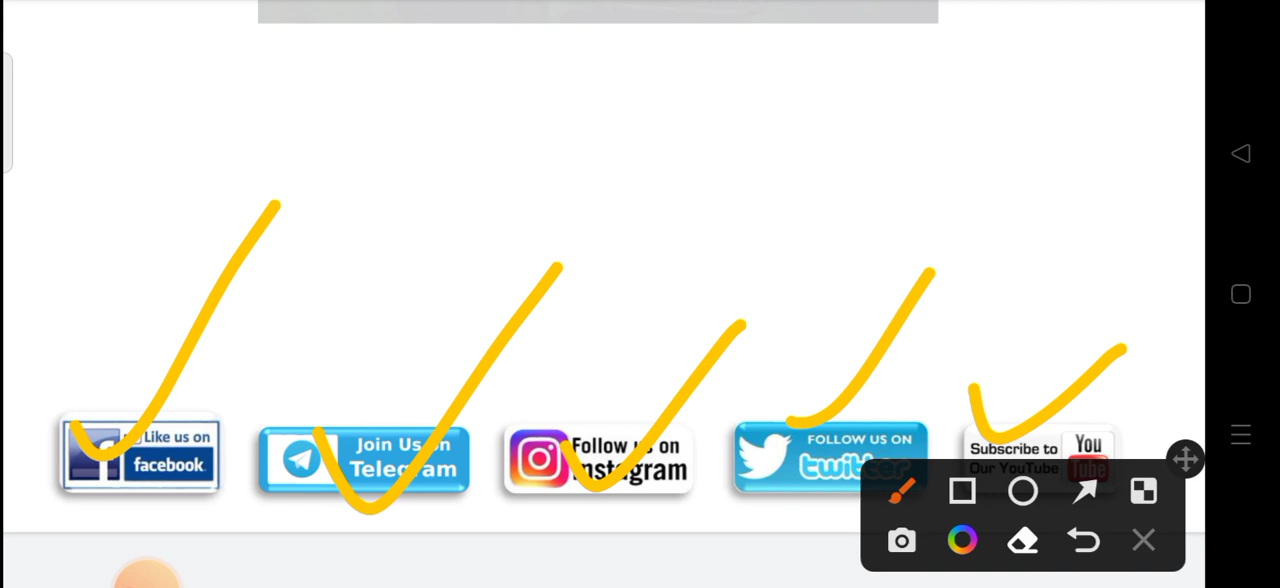 Like us on
facebook.
Join Us on
Telegram
Follow us on
Instagram
FOLLOW US ON
twitter
Subscribe to
Our YouTube
You
Tube